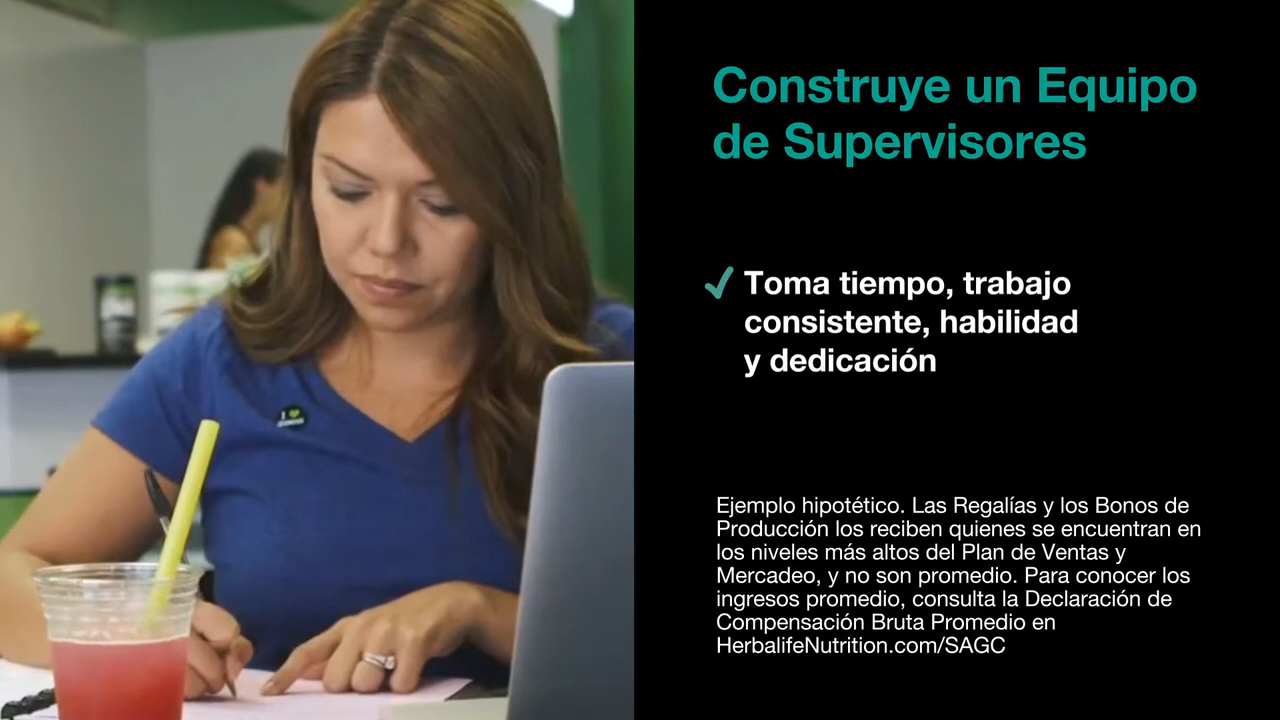 Construye un Equipo
de Supervisores
Toma tiempo, trabajo
consistente, habilidad
y dedicación
Ejemplo hipotético. Las Regalías y los Bonos de
Producción los reciben quienes se encuentran en
los niveles más altos del Plan de Ventas y
Mercadeo, y no son promedio. Para conocer los
ingresos promedio, consulta la Declaración de
Compensación Bruta Promedio en
HerbalifeNutrition.com/SAGC
I